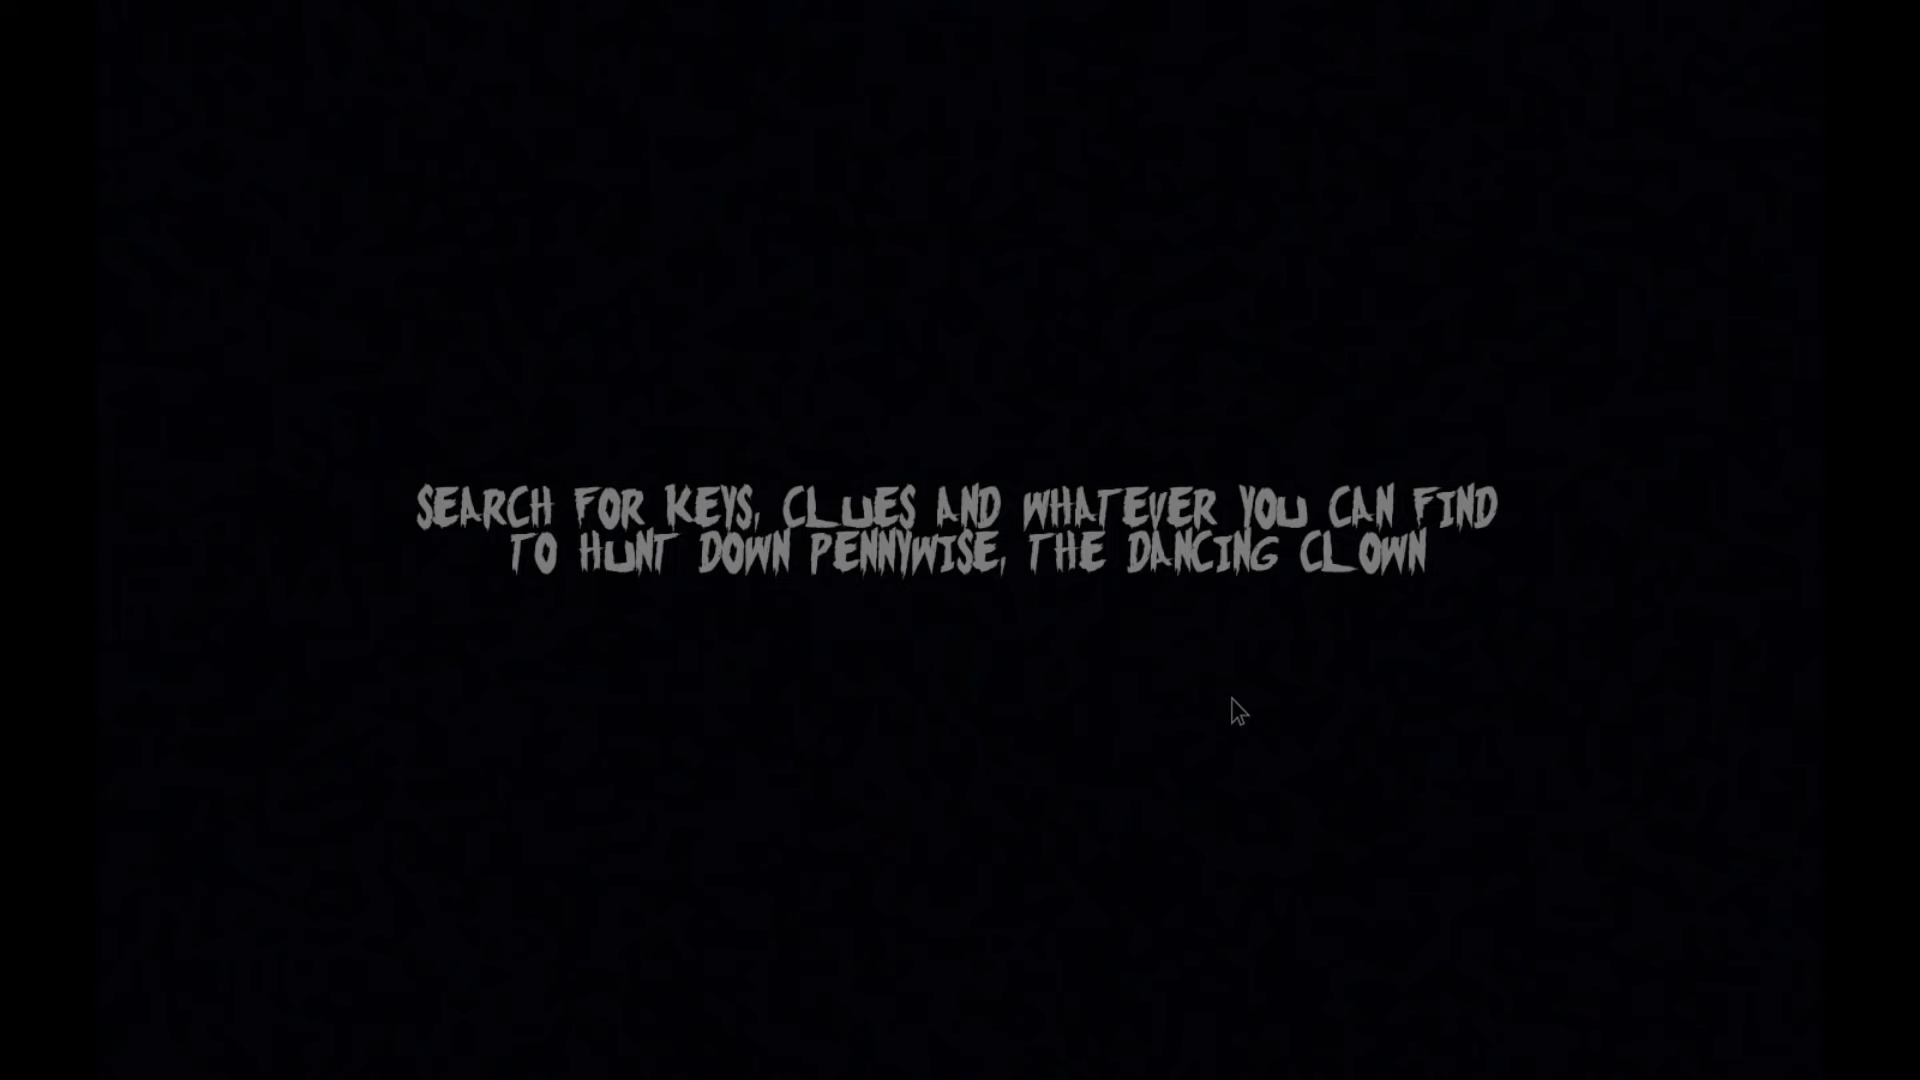 SEARCH FOR KEYS, CLUES AND WHATEVER YOU CAN FIND
TO HUNT DOWN PENNYWISE, THE DANCING CLOWN